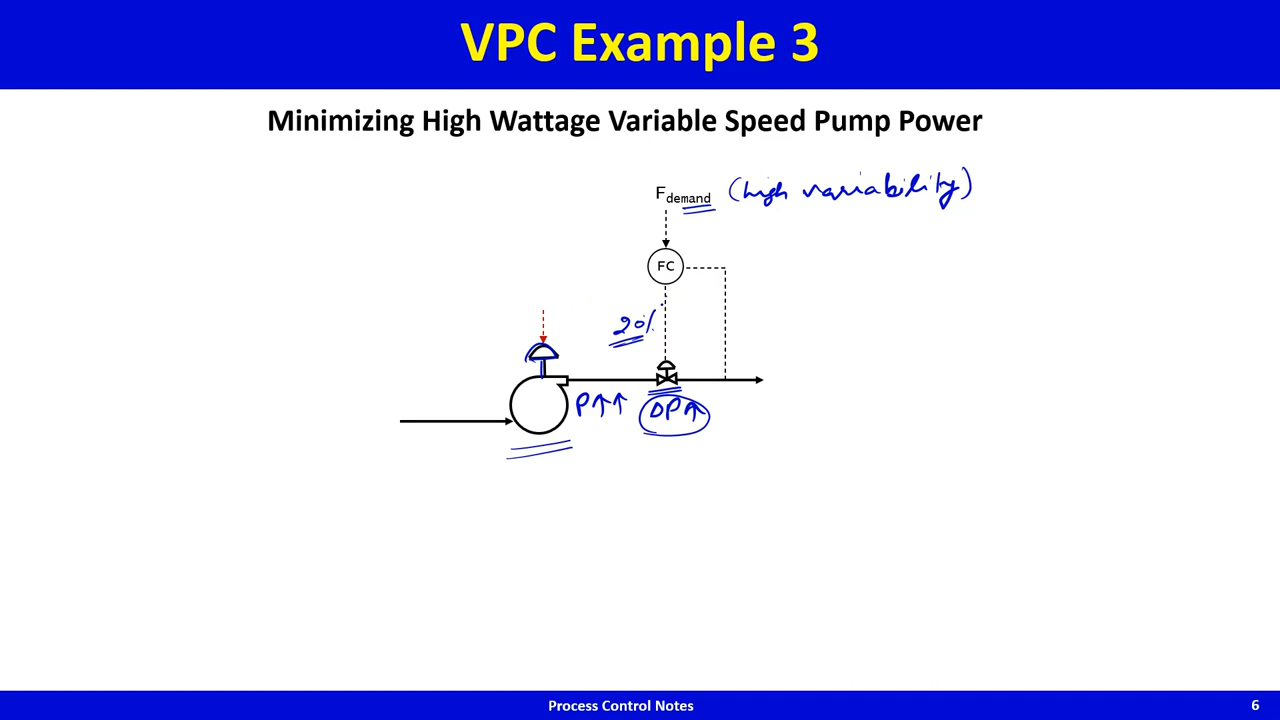 VPC Example 3
Minimizing High Wattage Variable Speed Pump Power
F demand (high variability)
FC
20%
P↑↑ DP↑
Process Control Notes 6